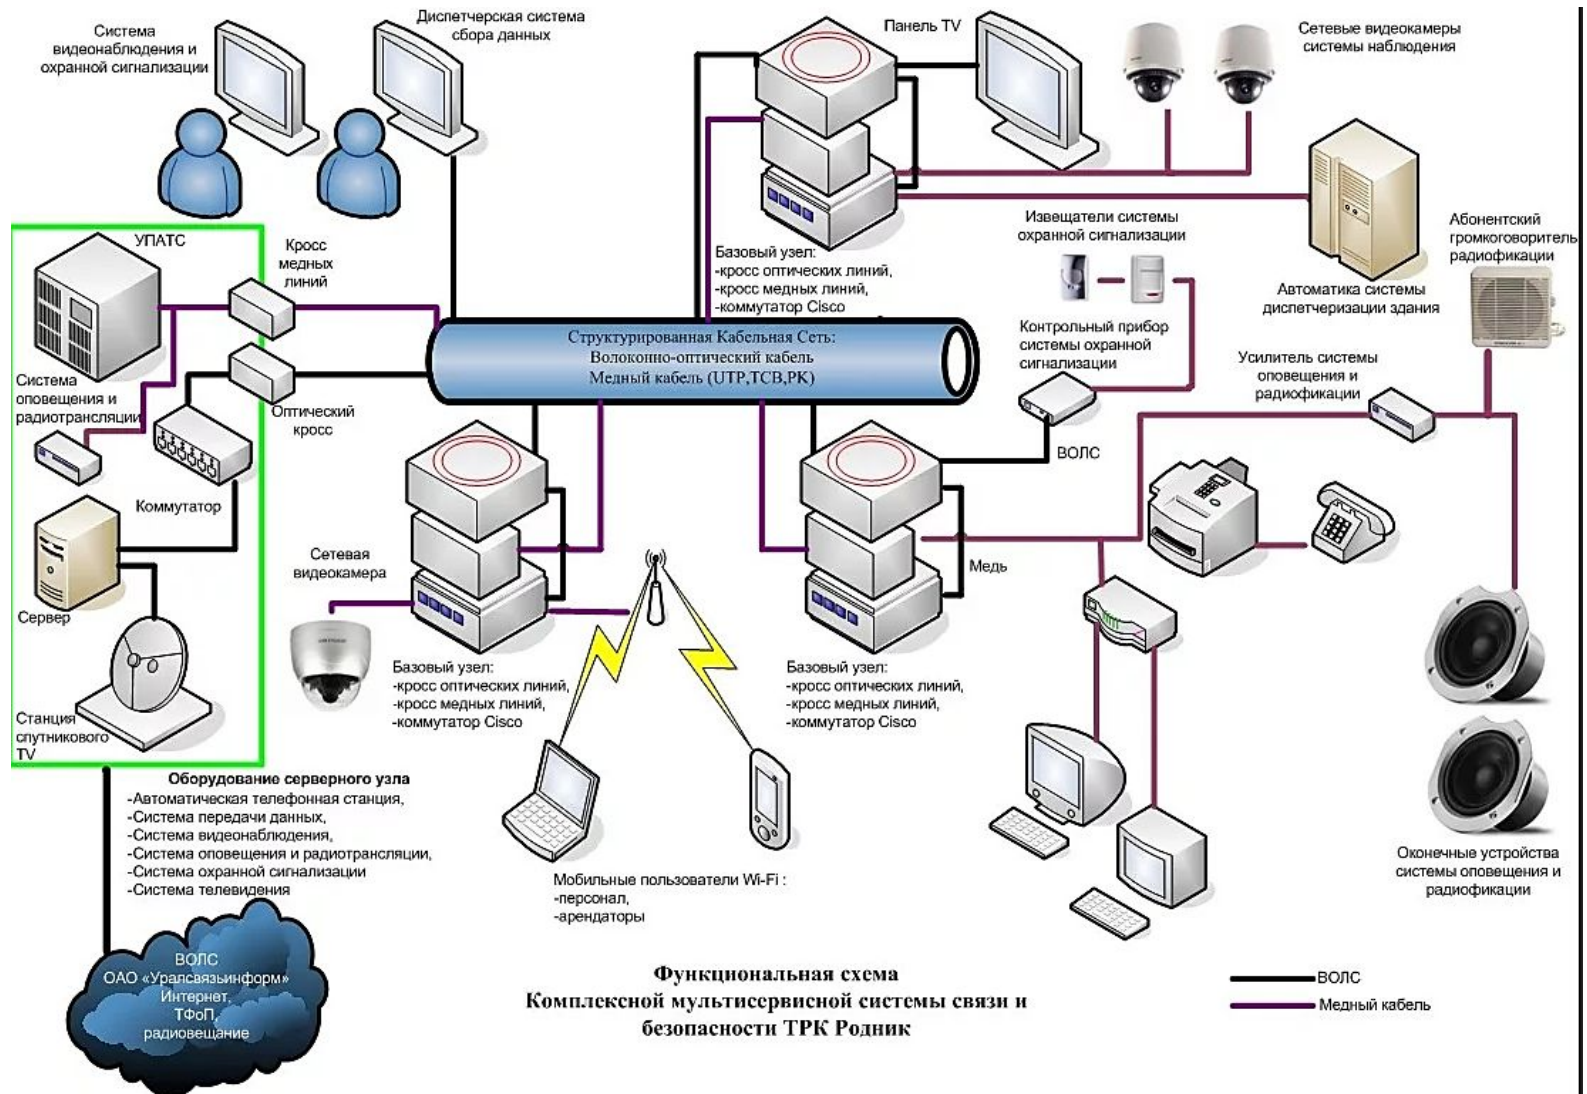 Система
видеонаблюдения и
охранной сигнализации
Диспетчерская система
сбора данных
Панель TV
Сетевые видеокамеры
системы наблюдения
УПАТС
Кросс
медных
линий
Базовый узел:
-кросс оптических линий,
-кросс медных линий,
-коммутатор Cisco
Извещатели системы
охранной сигнализации
Автоматика системы
диспетчеризации здания
Абонентский
громкоговоритель
радиофикации
Структурированная Кабельная Сеть:
Волоконно-оптический кабель
Медный кабель (UTP,ТСВ,РК)
Контрольный прибор
системы охранной
сигнализации
Усилитель системы
оповещения и
радиофикации
Система
оповещения и
радиотрансляции
Оптический
кросс
ВОЛС
Коммутатор
Сетевая
видеокамера
Медь
Сервер
Базовый узел:
-кросс оптических линий,
-кросс медных линий,
-коммутатор Cisco
Базовый узел:
-кросс оптических линий,
-кросс медных линий,
-коммутатор Cisco
Станция
спутникового
TV
Оборудование серверного узла
-Автоматическая телефонная станция,
-Система передачи данных,
-Система видеонаблюдения,
-Система оповещения и радиотрансляции,
-Система охранной сигнализации
-Система телевидения
Мобильные пользователи Wi-Fi :
-персонал,
-арендаторы
Оконечные устройства
системы оповещения и
радиофикации
ВОЛС
ОАО «Уралсвязьинформ»
Интернет,
ТФоП,
радиовещание
Функциональная схема
Комплексной мультисервисной системы связи и
безопасности ТРК Родник
ВОЛС
Медный кабель